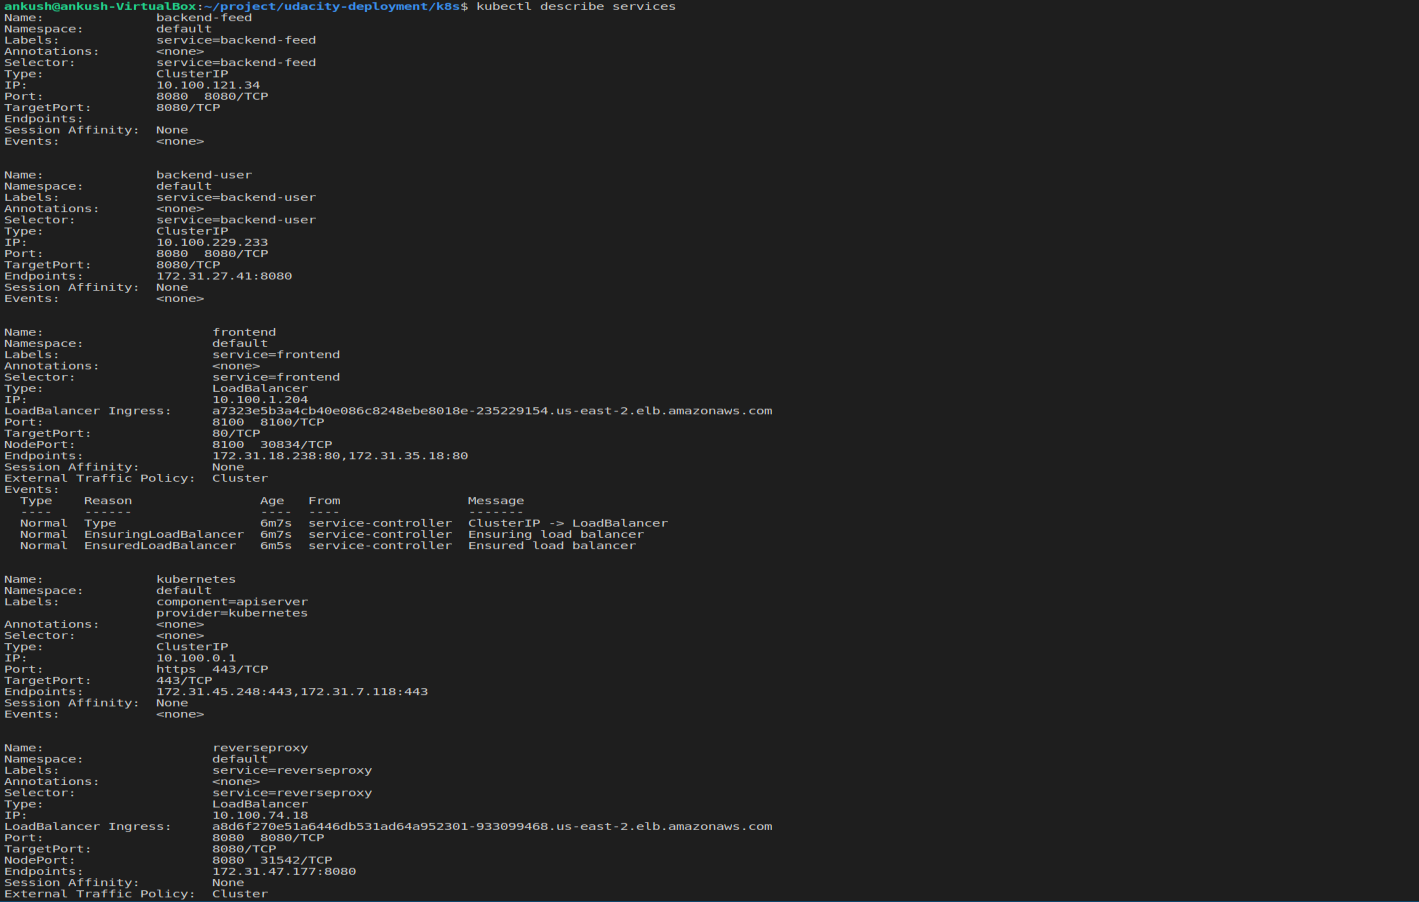 ankush@ankush-VirtualBox:~/project/udacity-deployment/k8s$ kubectl describe services
Name:              backend-feed
Namespace:         default
Labels:            service=backend-feed
Annotations:       <none>
Selector:          service=backend-feed
Type:              ClusterIP
IP:                10.100.121.34
Port:              8080  8080/TCP
TargetPort:        8080/TCP
Endpoints:
Session Affinity:  None
Events:            <none>

Name:              backend-user
Namespace:         default
Labels:            service=backend-user
Annotations:       <none>
Selector:          service=backend-user
Type:              ClusterIP
IP:                10.100.229.233
Port:              8080  8080/TCP
TargetPort:        8080/TCP
Endpoints:         172.31.27.41:8080
Session Affinity:  None
Events:            <none>

Name:                     frontend
Namespace:                default
Labels:                   service=frontend
Annotations:              <none>
Selector:                 service=frontend
Type:                     LoadBalancer
IP:                       10.100.1.204
LoadBalancer Ingress:     a7323e5b3a4cb40e086c8248ebe8018e-235229154.us-east-2.elb.amazonaws.com
Port:                     8100  8100/TCP
TargetPort:               80/TCP
NodePort:                 8100  30834/TCP
Endpoints:                172.31.18.238:80,172.31.35.18:80
Session Affinity:         None
External Traffic Policy:  Cluster
Events:
  Type    Reason                Age   From                Message
  ----    ------                ----  ----                -------
  Normal  Type                  6m7s  service-controller  ClusterIP -> LoadBalancer
  Normal  EnsuringLoadBalancer  6m7s  service-controller  Ensuring load balancer
  Normal  EnsuredLoadBalancer   6m5s  service-controller  Ensured load balancer

Name:              kubernetes
Namespace:         default
Labels:            component=apiserver
                   provider=kubernetes
Annotations:       <none>
Selector:          <none>
Type:              ClusterIP
IP:                10.100.0.1
Port:              https  443/TCP
TargetPort:        443/TCP
Endpoints:         172.31.45.248:443,172.31.7.118:443
Session Affinity:  None
Events:            <none>

Name:                     reverseproxy
Namespace:                default
Labels:                   service=reverseproxy
Annotations:              <none>
Selector:                 service=reverseproxy
Type:                     LoadBalancer
IP:                       10.100.74.18
LoadBalancer Ingress:     a8d6f270e51a6446db531ad64a952301-933099468.us-east-2.elb.amazonaws.com
Port:                     8080  8080/TCP
TargetPort:               8080/TCP
NodePort:                 8080  31542/TCP
Endpoints:                172.31.47.177:8080
Session Affinity:         None
External Traffic Policy:  Cluster